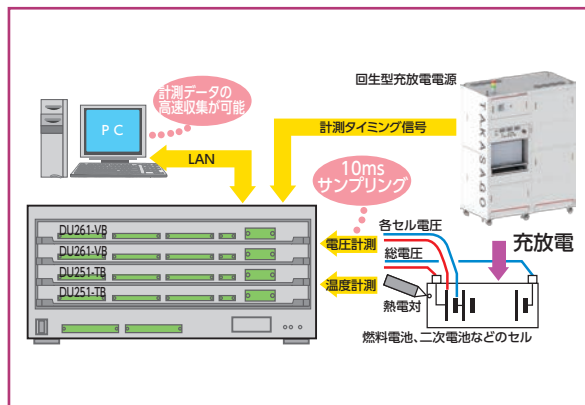 計測データの
高速収集が可能
PC
LAN
回生型充放電電源
TAKASAGO
計測タイミング信号
10ms
サンプリング
DU261-VB
DU261-VB
DU251-TB
DU251-TB
電圧計測
温度計測
各セル電圧
総電圧
熱電対
充放電
燃料電池、二次電池などのセル